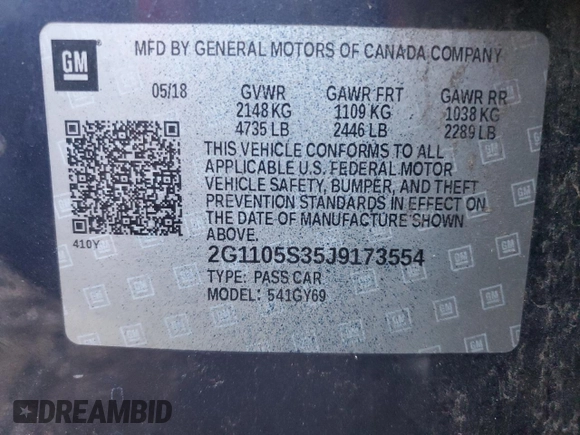 GM
MFD BY GENERAL MOTORS OF CANADA COMPANY
05/18 GVWR GAWR FRT GAWR RR
2148 KG 1109 KG 1038 KG
4735 LB 2446 LB 2289 LB
THIS VEHICLE CONFORMS TO ALL
APPLICABLE U.S. FEDERAL MOTOR
VEHICLE SAFETY, BUMPER, AND THEFT
PREVENTION STANDARDS IN EFFECT ON
THE DATE OF MANUFACTURE SHOWN
ABOVE.
410Y
2G1105S35J9173554
TYPE: PASS CAR
MODEL: 541GY69
DREAMBID